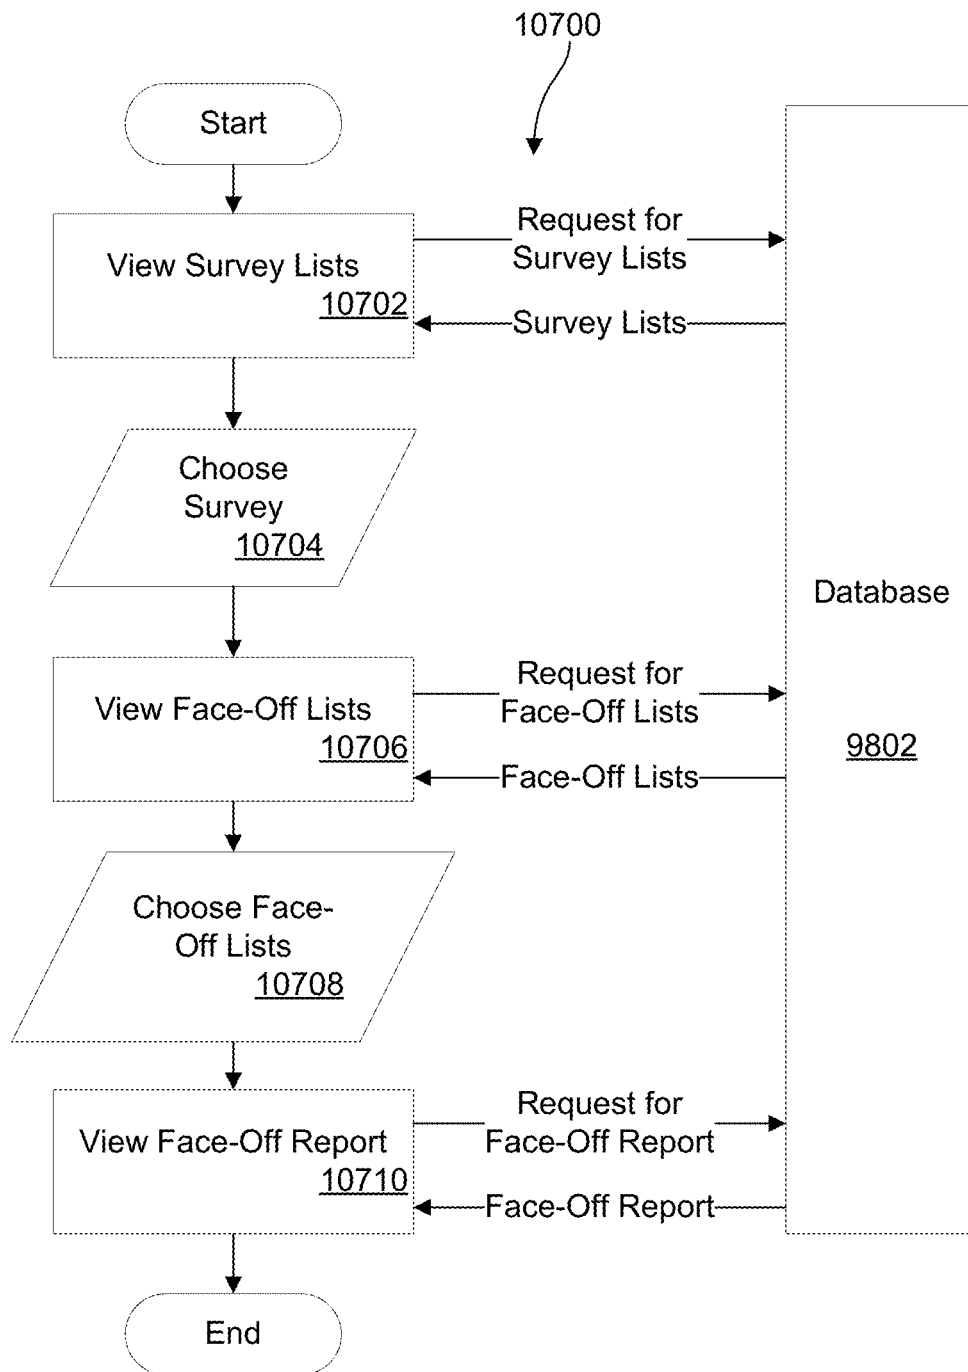 10700
Start
View Survey Lists
10702
Request for
Survey Lists
Survey Lists
Choose
Survey
10704
Database
9802
View Face-Off Lists
10706
Request for
Face-Off Lists
Face-Off Lists
Choose Face-
Off Lists
10708
View Face-Off Report
10710
Request for
Face-Off Report
Face-Off Report
End